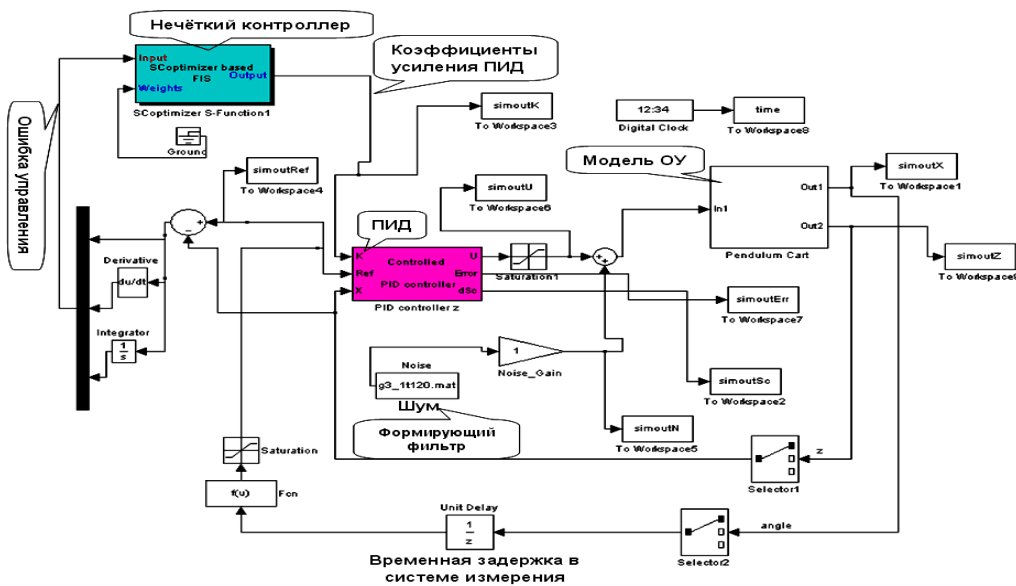 Нечёткий контроллер
Input
SCoptimizer based
FIS
Output
Weights
SCoptimizer S-Function1
Ground
Коэффициенты
усиления ПИД
Ошибка управления
simoutK
To Workspace3
12:34
Digital Clock
time
To Workspace8
simoutRef
To Workspace4
simoutU
To Workspace6
Модель ОУ
In1
Out1
Out2
Pendulum Cart
simoutX
To Workspace1
simoutZ
To Workspace9
ПИД
K
Ref
X
Controlled
PID controller
U
Error
dSc
PID controller z
Saturation1
Derivative
du/dt
Integrator
1
s
simoutErr
To Workspace7
Noise
g3_1t120.mat
Шум
1
Noise_Gain
Формирующий
фильтр
simoutSc
To Workspace2
simoutN
To Workspace5
z
Selector1
Saturation
f(u)
Fcn
Unit Delay
1
z
angle
Selector2
Временная задержка в
системе измерения